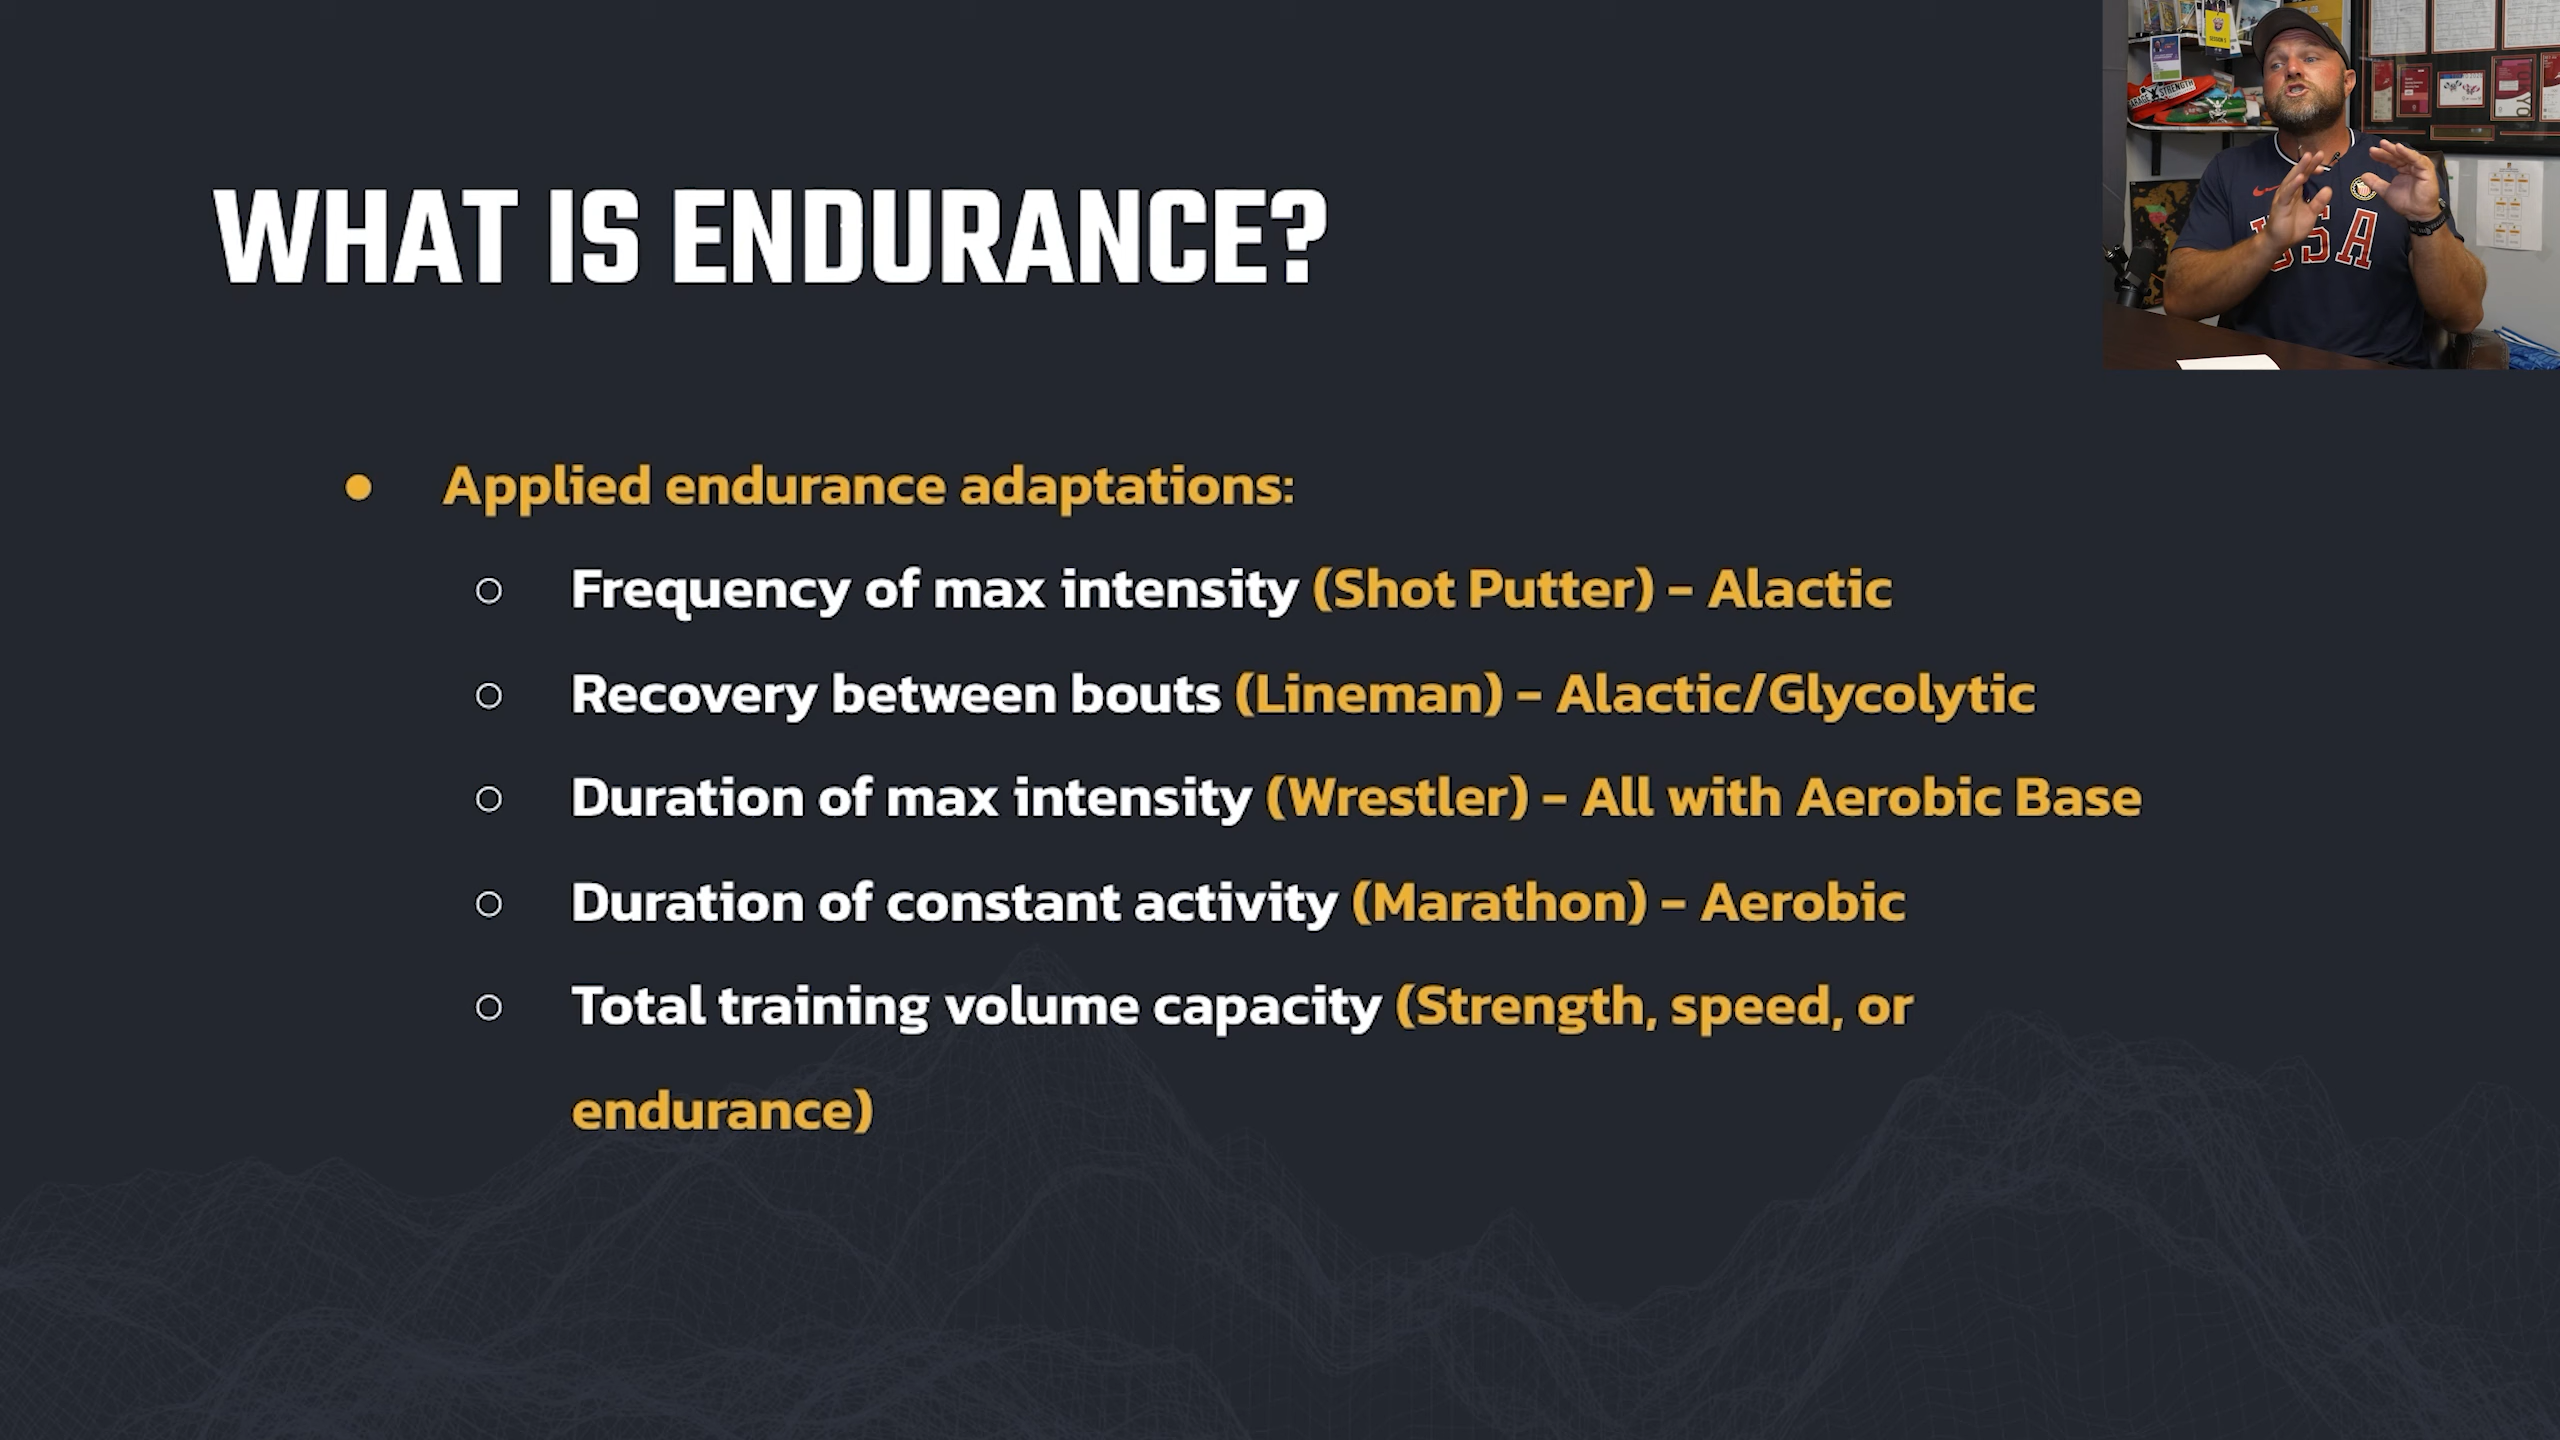 WHAT IS ENDURANCE?
● Applied endurance adaptations:
○ Frequency of max intensity (Shot Putter) – Alactic
○ Recovery between bouts (Lineman) – Alactic/Glycolytic
○ Duration of max intensity (Wrestler) – All with Aerobic Base
○ Duration of constant activity (Marathon) – Aerobic
○ Total training volume capacity (Strength, speed, or
endurance)
USA
STRENGTH